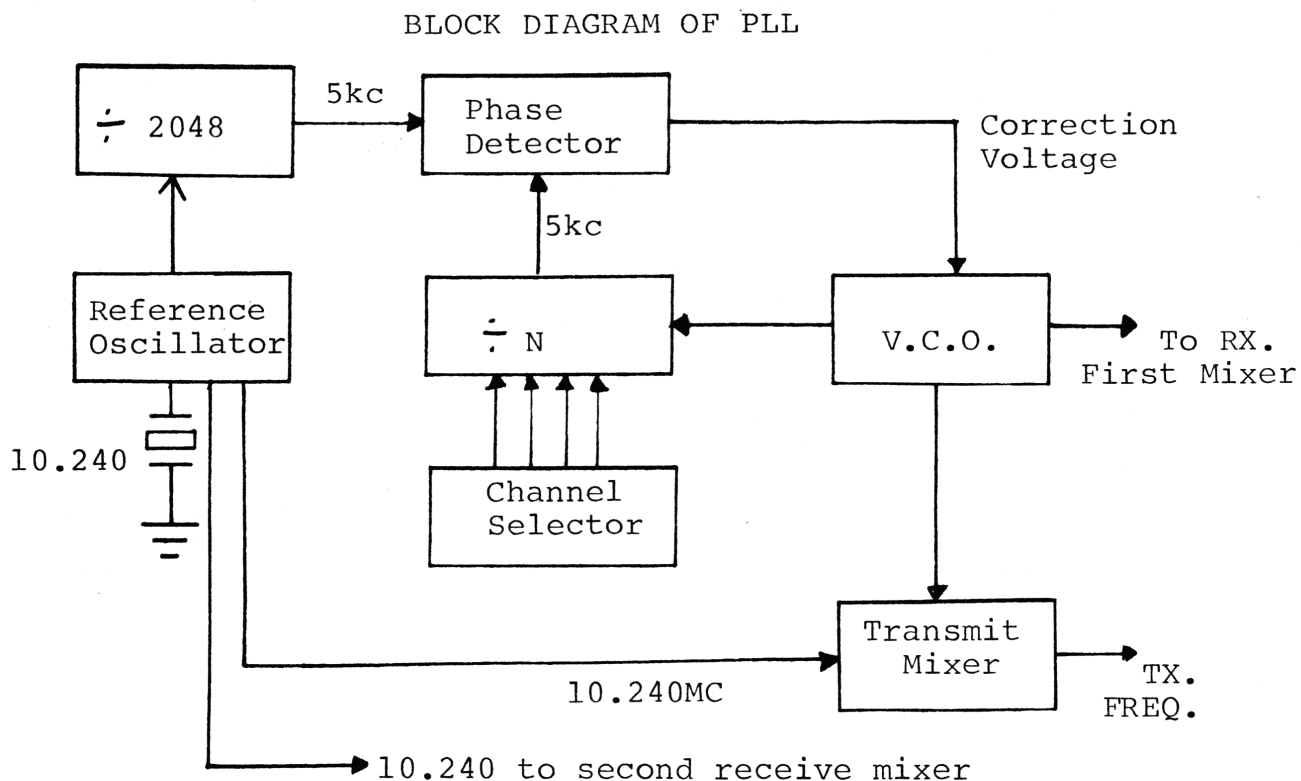 BLOCK DIAGRAM OF PLL
÷ 2048
5kc
Phase
Detector
Correction
Voltage
5kc
Reference
Oscillator
÷ N
V.C.O.
To RX.
First Mixer
10.240
Channel
Selector
Transmit
Mixer
10.240MC
TX.
FREQ.
10.240 to second receive mixer